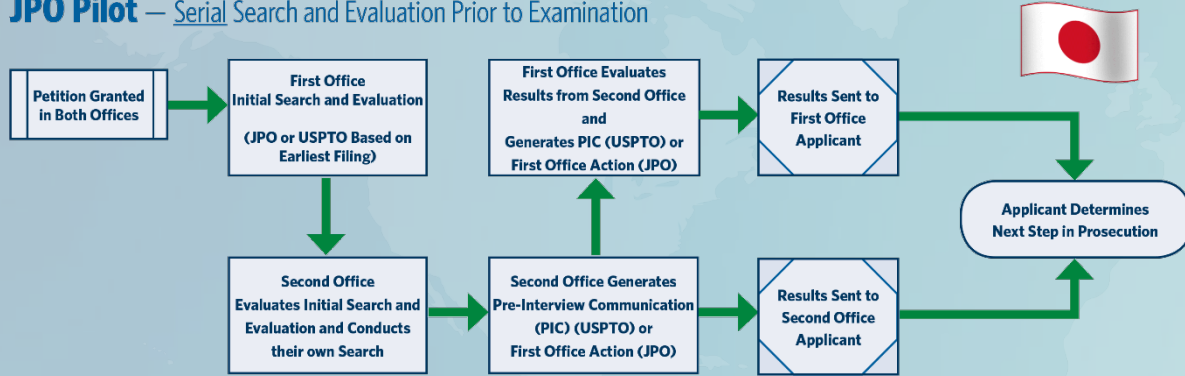 JPO Pilot — Serial Search and Evaluation Prior to Examination
Petition Granted
in Both Offices
First Office
Initial Search and Evaluation
(JPO or USPTO Based on
Earliest Filing)
Second Office
Evaluates Initial Search and
Evaluation and Conducts
their own Search
Second Office Generates
Pre-Interview Communication
(PIC) (USPTO) or
First Office Action (JPO)
First Office Evaluates
Results from Second Office
and
Generates PIC (USPTO) or
First Office Action (JPO)
Results Sent to
First Office
Applicant
Results Sent to
Second Office
Applicant
Applicant Determines
Next Step in Prosecution